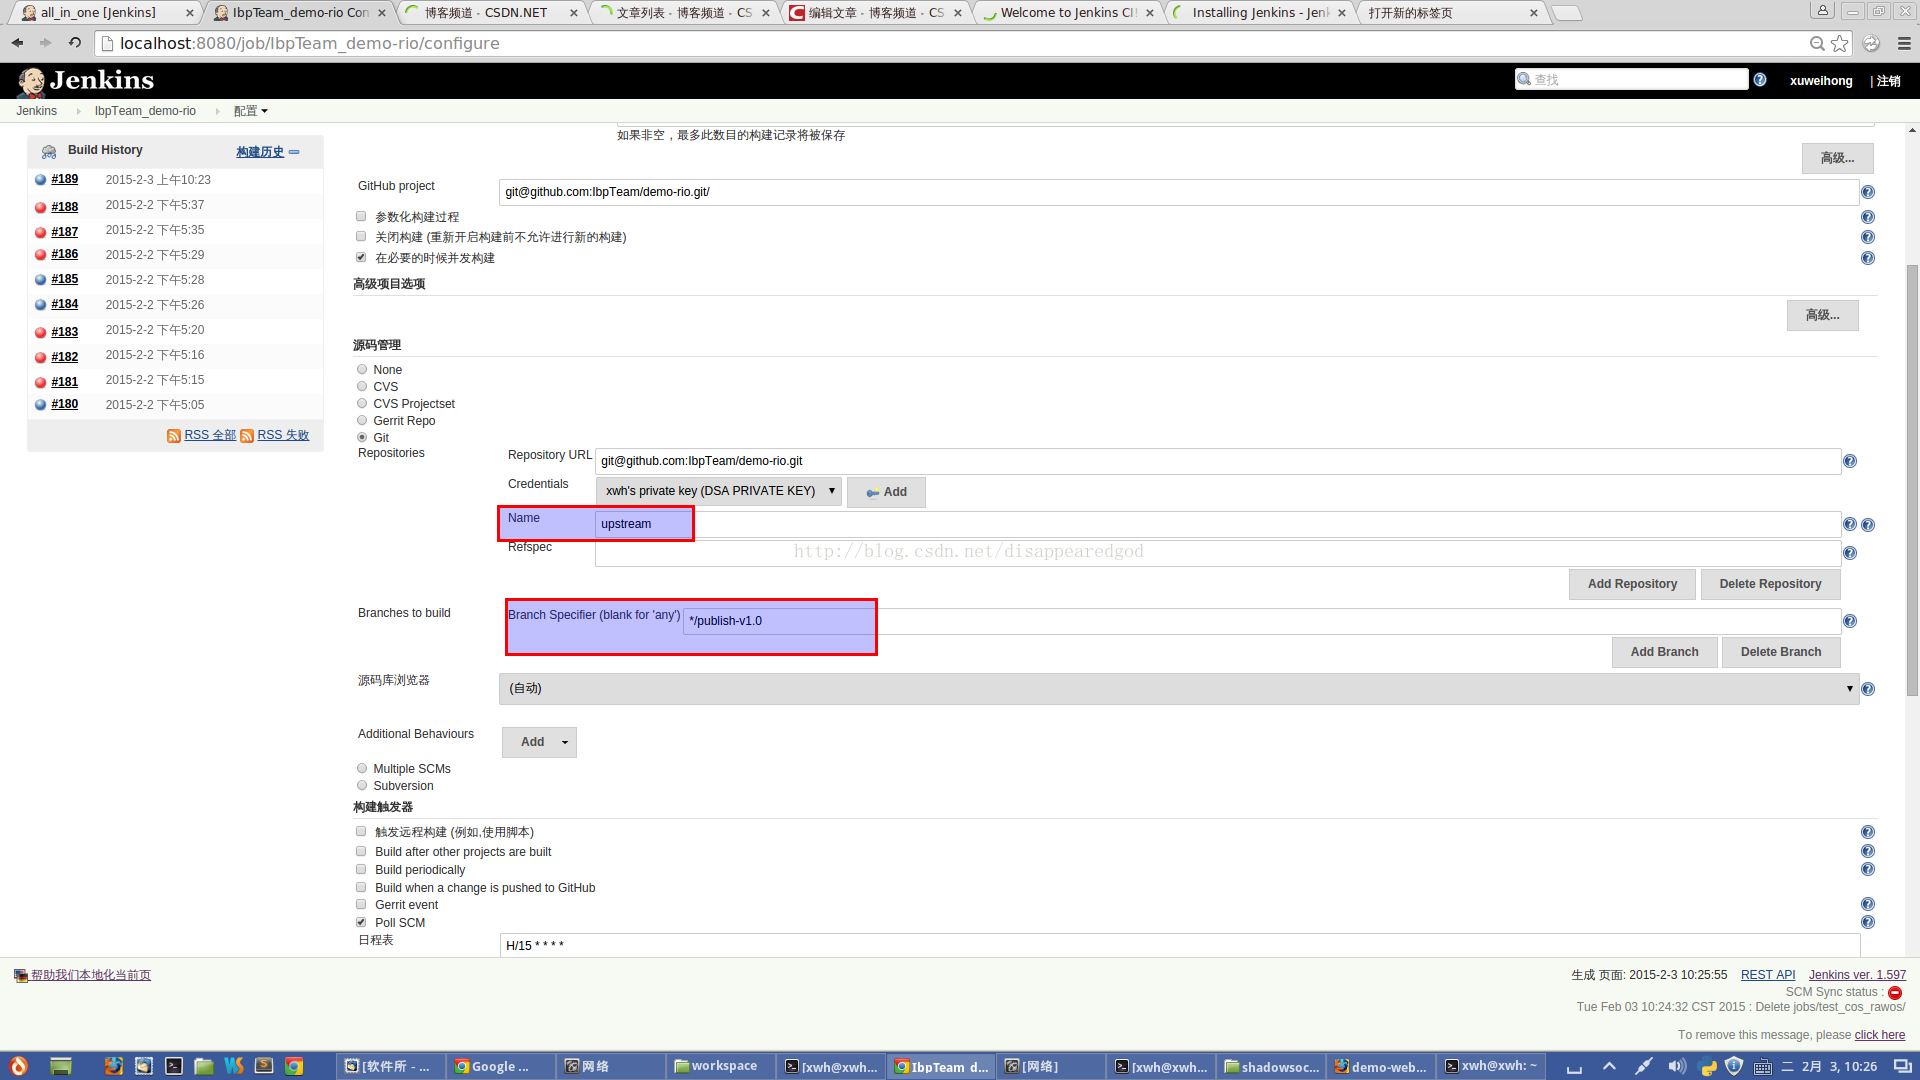 all_in_one [Jenkins]
IbpTeam_demo-rio Con
博客频道 - CSDN.NET
文章列表 - 博客频道 - CS
编辑文章 - 博客频道 - CS
Welcome to Jenkins CI!
Installing Jenkins - Jenk
打开新的标签页
localhost:8080/job/IbpTeam_demo-rio/configure
Jenkins
查找
xuweihong
| 注销
Jenkins
IbpTeam_demo-rio
配置
Build History
构建历史
#189 2015-2-3 上午10:23
#188 2015-2-2 下午5:37
#187 2015-2-2 下午5:35
#186 2015-2-2 下午5:29
#185 2015-2-2 下午5:28
#184 2015-2-2 下午5:26
#183 2015-2-2 下午5:20
#182 2015-2-2 下午5:16
#181 2015-2-2 下午5:15
#180 2015-2-2 下午5:05
RSS 全部 RSS 失败
如果非空，最多此数目的构建记录将被保存
高级...
GitHub project git@github.com:IbpTeam/demo-rio.git/
参数化构建过程
关闭构建 (重新开启构建前不允许进行新的构建)
在必要的时候并发构建
高级项目选项
高级...
源码管理
None
CVS
CVS Projectset
Gerrit Repo
Git
Repositories
Repository URL git@github.com:IbpTeam/demo-rio.git
Credentials xwh's private key (DSA PRIVATE KEY) Add
Name upstream
Refspec
http://blog.csdn.net/disappearedgod
Add Repository Delete Repository
Branches to build Branch Specifier (blank for 'any') */publish-v1.0
Add Branch Delete Branch
源码库浏览器 (自动)
Additional Behaviours Add
Multiple SCMs
Subversion
构建触发器
触发远程构建 (例如,使用脚本)
Build after other projects are built
Build periodically
Build when a change is pushed to GitHub
Gerrit event
Poll SCM
日程表 H/15 * * * *
帮助我们本地化当前页
生成 页面: 2015-2-3 10:25:55 REST API Jenkins ver. 1.597
SCM Sync status :
Tue Feb 03 10:24:32 CST 2015 : Delete jobs/test_cos_rawos/
To remove this message, please click here
[软件所 - ...
Google ...
网络
workspace
[xwh@xwh...
IbpTeam d...
[网络]
[xwh@xwh...
shadowsoc...
demo-web...
xwh@xwh: ~
二 2月 3, 10:26